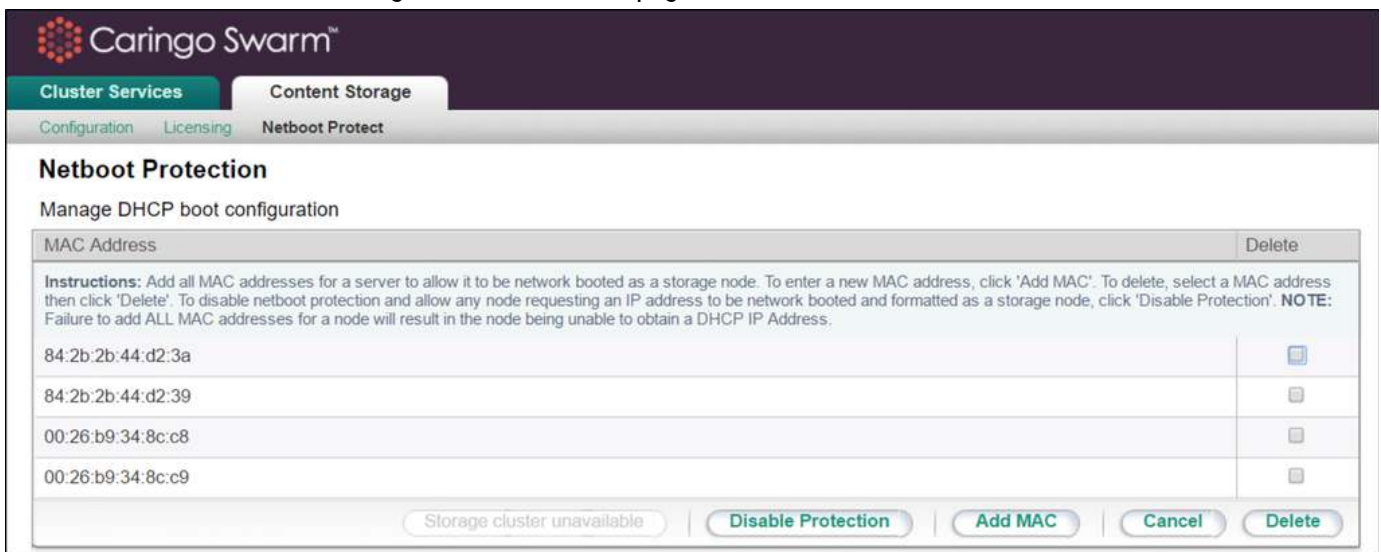 Caringo Swarm™
Cluster Services Content Storage
Configuration Licensing Netboot Protect
Netboot Protection
Manage DHCP boot configuration
MAC Address Delete
Instructions: Add all MAC addresses for a server to allow it to be network booted as a storage node. To enter a new MAC address, click 'Add MAC'. To delete, select a MAC address
then click 'Delete'. To disable netboot protection and allow any node requesting an IP address to be network booted and formatted as a storage node, click 'Disable Protection'. NOTE:
Failure to add ALL MAC addresses for a node will result in the node being unable to obtain a DHCP IP Address.
84:2b:2b:44:d2:3a
84:2b:2b:44:d2:39
00:26:b9:34:8c:c8
00:26:b9:34:8c:c9
Storage cluster unavailable Disable Protection Add MAC Cancel Delete